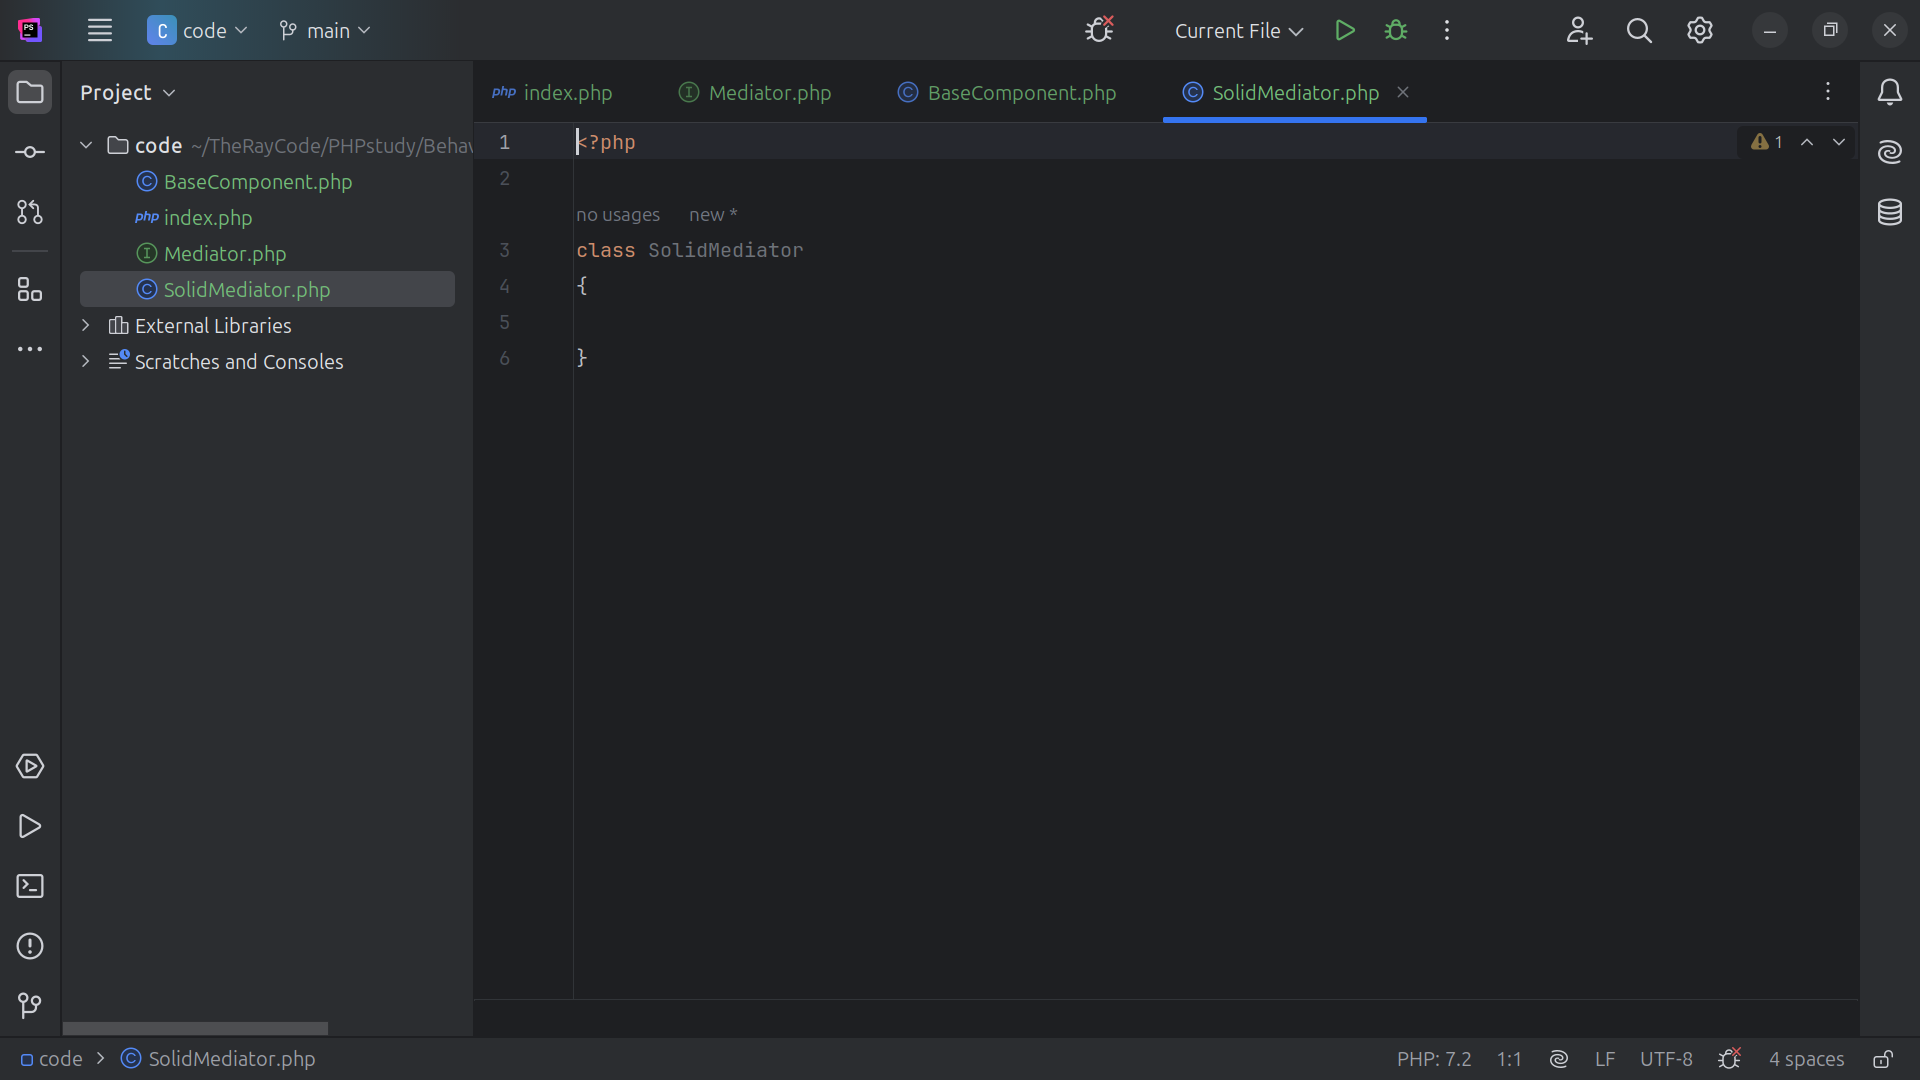 PS
C code main Current File
Project
php index.php Mediator.php BaseComponent.php SolidMediator.php
code ~/TheRayCode/PHPstudy/Behav
BaseComponent.php
php index.php
Mediator.php
SolidMediator.php
External Libraries
Scratches and Consoles
1 <?php
1
2
no usages new *
3 class SolidMediator
4 {
5
6 }
code > SolidMediator.php
PHP: 7.2 1:1 LF UTF-8 4 spaces